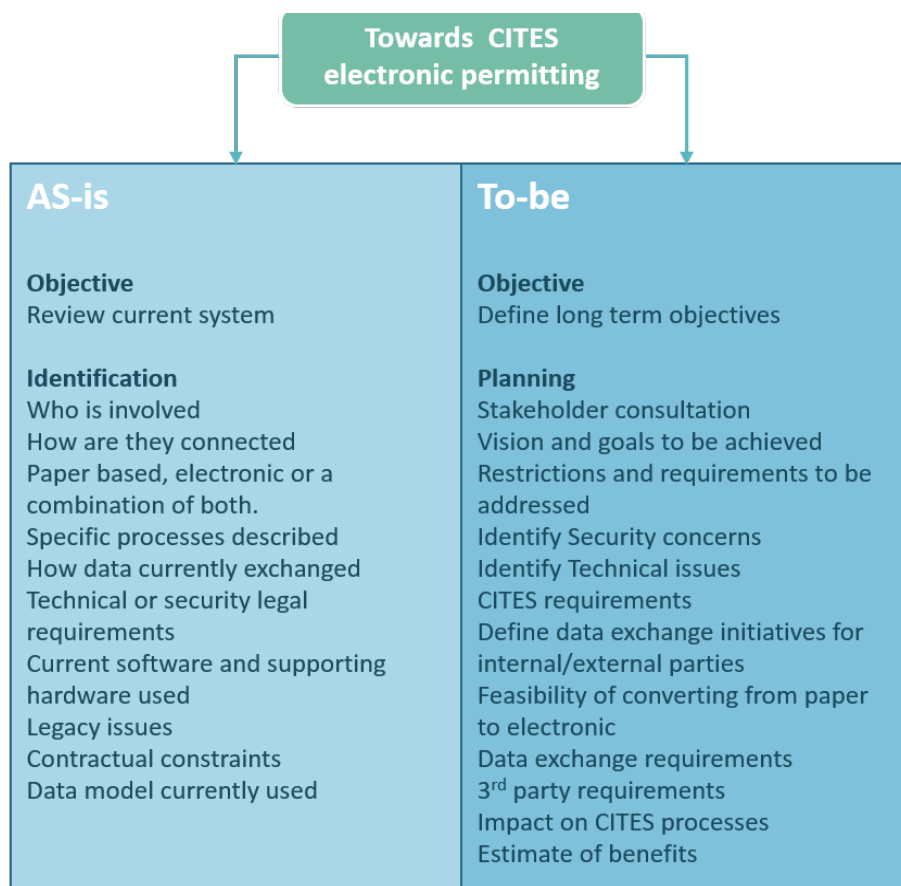 Towards CITES
electronic permitting
AS-is
Objective
Review current system
Identification
Who is involved
How are they connected
Paper based, electronic or a
combination of both.
Specific processes described
How data currently exchanged
Technical or security legal
requirements
Current software and supporting
hardware used
Legacy issues
Contractual constraints
Data model currently used
To-be
Objective
Define long term objectives
Planning
Stakeholder consultation
Vision and goals to be achieved
Restrictions and requirements to be
addressed
Identify Security concerns
Identify Technical issues
CITES requirements
Define data exchange initiatives for
internal/external parties
Feasibility of converting from paper
to electronic
Data exchange requirements
3rd party requirements
Impact on CITES processes
Estimate of benefits